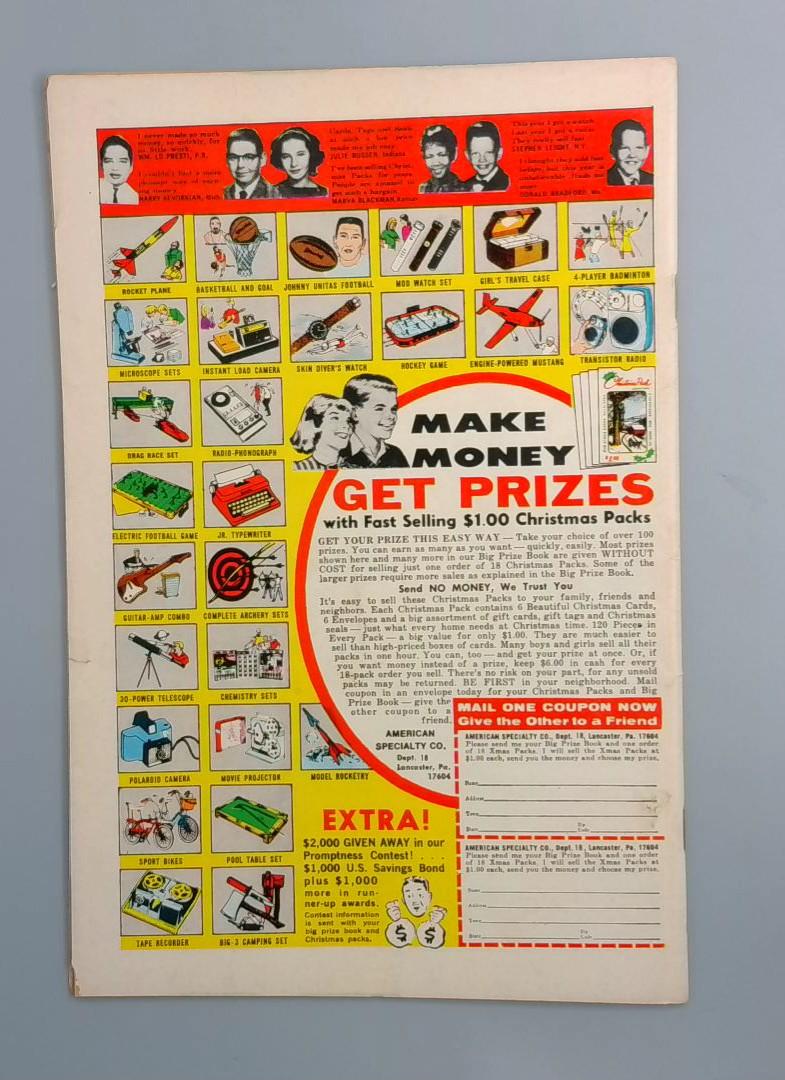 I never made so much
money, so quickly, for
so little work.
WM. LO PRESTI, P.R.
HARRY KEVORKIAN, Mich.
Cards, Tags and Seals
at such a low price
made my job easy.
JULIE RUSSER, Indiana
I've been selling Christ-
mas Packs for years.
People are amazed to
get such a bargain.
MARVA BLACKMAN, Kansas
This year I got a watch.
Last year I got a radio.
They really sell fast.
STEPHEN LESENT, N.Y.
I thought they sold fast
before, but this year is
unbelievable.
DONALD BRADFORD, Me.
ROCKET PLANE
BASKETBALL AND GOAL
JOHNNY UNITAS FOOTBALL
MOD WATCH SET
GIRL'S TRAVEL CASE
4-PLAYER BADMINTON
MICROSCOPE SETS
INSTANT LOAD CAMERA
SKIN DIVER'S WATCH
HOCKEY GAME
ENGINE-POWERED MUSTANG
TRANSISTOR RADIO
DRAG RACE SET
RADIO-PHONOGRAPH
ELECTRIC FOOTBALL GAME
JR. TYPEWRITER
GUITAR-AMP COMBO
COMPLETE ARCHERY SETS
30-POWER TELESCOPE
CHEMISTRY SETS
POLAROID CAMERA
MOVIE PROJECTOR
MODEL ROCKETRY
SPORT BIKES
POOL TABLE SET
TAPE RECORDER
BIG-3 CAMPING SET
MAKE
MONEY
GET PRIZES
with Fast Selling $1.00 Christmas Packs
GET YOUR PRIZE THIS EASY WAY — Take your choice of over 100
prizes. You can earn as many as you want — quickly, easily. Most prizes
shown here and many more in our Big Prize Book are given WITHOUT
COST for selling just one order of 18 Christmas Packs. Some of the
larger prizes require more sales as explained in the Big Prize Book.
Send NO MONEY, We Trust You
It's easy to sell these Christmas Packs to your family, friends and
neighbors. Each Christmas Pack contains 6 Beautiful Christmas Cards,
6 Envelopes and a big assortment of gift cards, gift tags and Christmas
seals — just what every home needs at Christmas time. 120 Pieces in
Every Pack — a big value for only $1.00. They are much easier to
sell than high-priced boxes of cards. Many boys and girls sell all their
packs in one hour. You can, too — and get your prize at once. Or, if
you want money instead of a prize, keep $6.00 in cash for every
18-pack order you sell. There's no risk on your part, for any unsold
packs may be returned. BE FIRST in your neighborhood. Mail
coupon in an envelope today for your Christmas Packs and Big
Prize Book — give the
other coupon to a
friend.
AMERICAN
SPECIALTY CO.
Dept. 18
Lancaster, Pa.
17604
EXTRA!
$2,000 GIVEN AWAY in our
Promptness Contest! . . .
$1,000 U.S. Savings Bond
plus $1,000
more in run-
ner-up awards.
Contest information
is sent with your
big prize book and
Christmas packs.
$ $
MAIL ONE COUPON NOW
Give the Other to a Friend
AMERICAN SPECIALTY CO., Dept. 18, Lancaster, Pa. 17604
Please send me your Big Prize Book and one order
of 18 Xmas Packs. I will sell the Xmas Packs at
$1.00 each, send you the money and choose my prize.
Name
Address
Town
Zip
State Code
AMERICAN SPECIALTY CO., Dept. 18, Lancaster, Pa. 17604
Please send me your Big Prize Book and one order
of 18 Xmas Packs. I will sell the Xmas Packs at
$1.00 each, send you the money and choose my prize.
Name
Address
Town
Zip
State Code